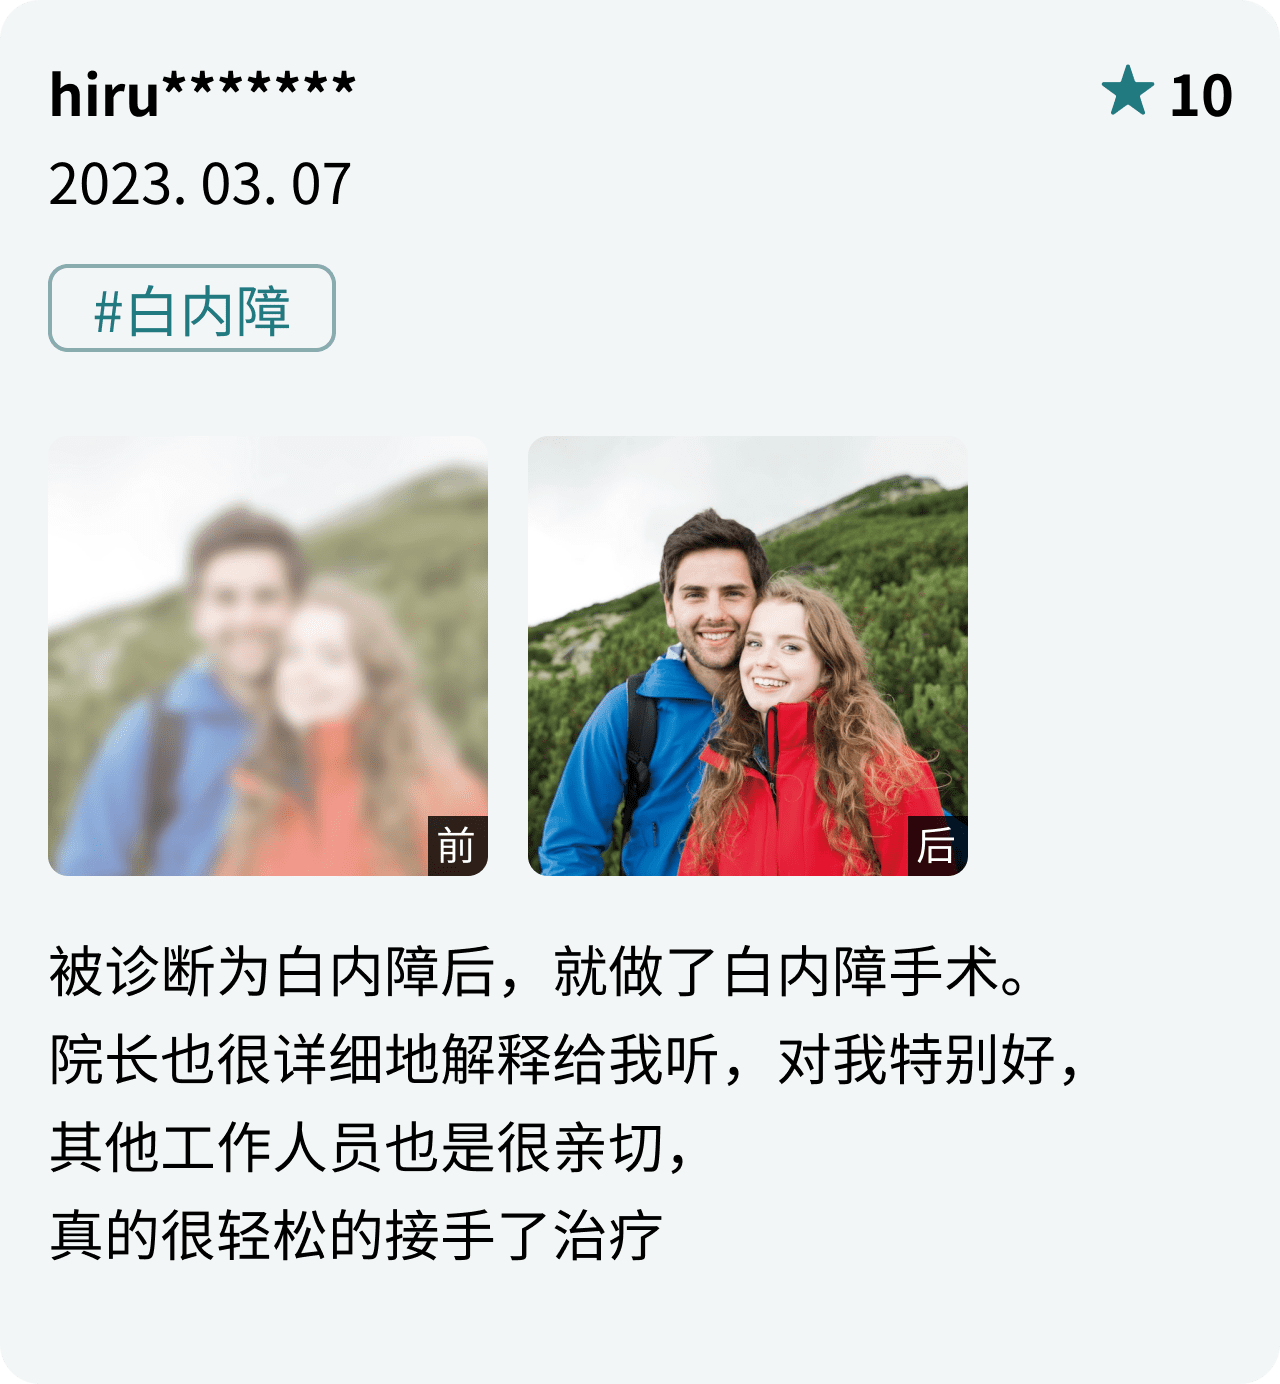 hiru*******
★ 10
2023. 03. 07
#白内障
前
后
被诊断为白内障后，就做了白内障手术。
院长也很详细地解释给我听，对我特别好，
其他工作人员也是很亲切，
真的很轻松的接手了治疗